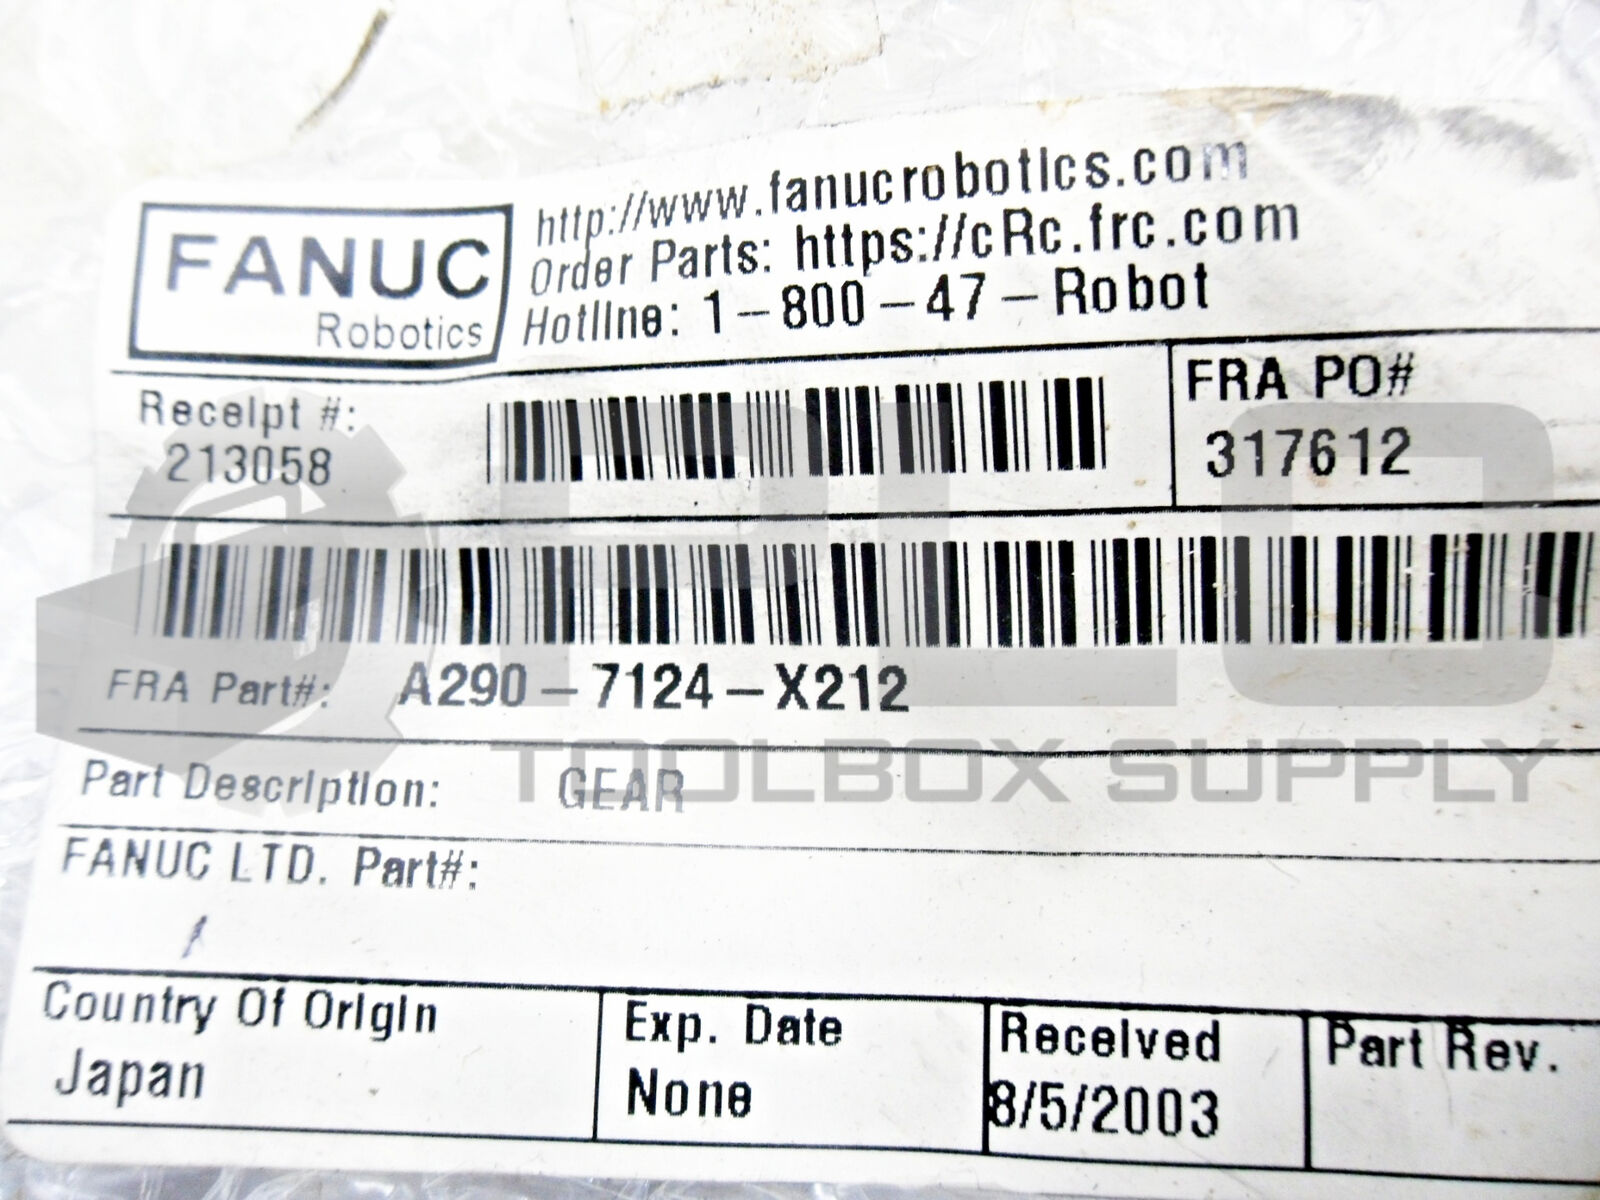 FANUC
Robotics
http://www.fanucrobotics.com
Order Parts: https://cRc.frc.com
Hotline: 1-800-47-Robot
Receipt #:
213058
FRA PO#
317612
FRA Part#: A290-7124-X212
Part Description: GEAR
FANUC LTD. Part#:
Country Of Origin
Japan
Exp. Date
None
Received
8/5/2003
Part Rev.
PLC
TOOLBOX SUPPLY